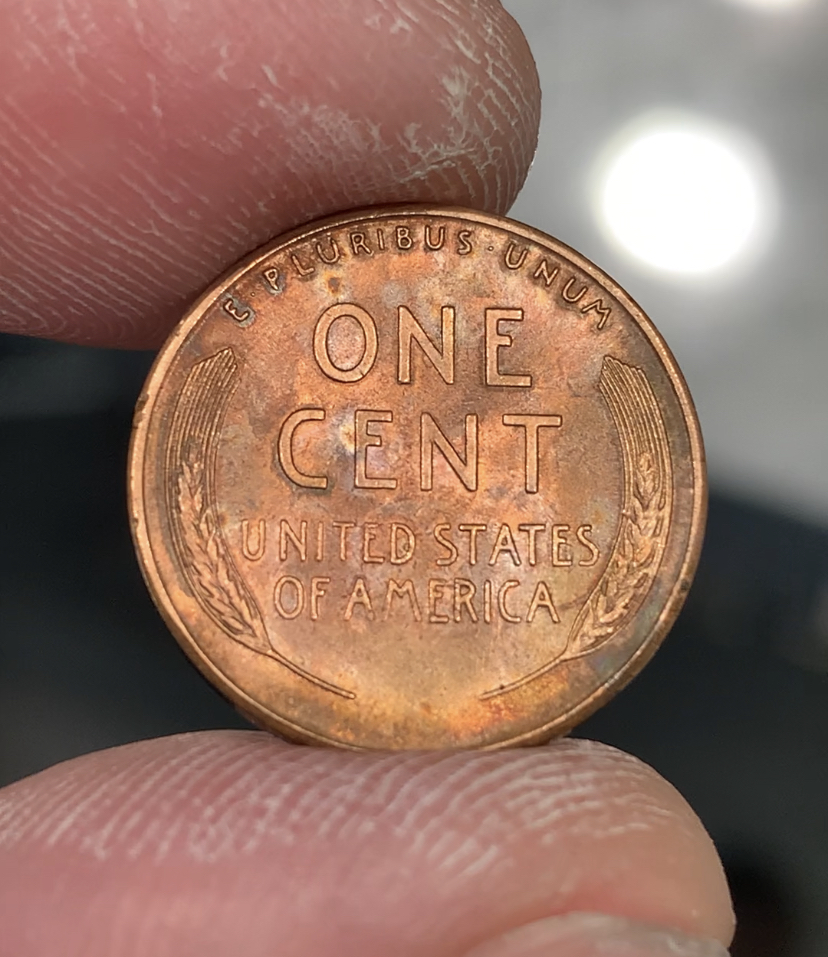 E·PLURIBUS·UNUM
ONE
CENT
UNITED STATES
OF AMERICA